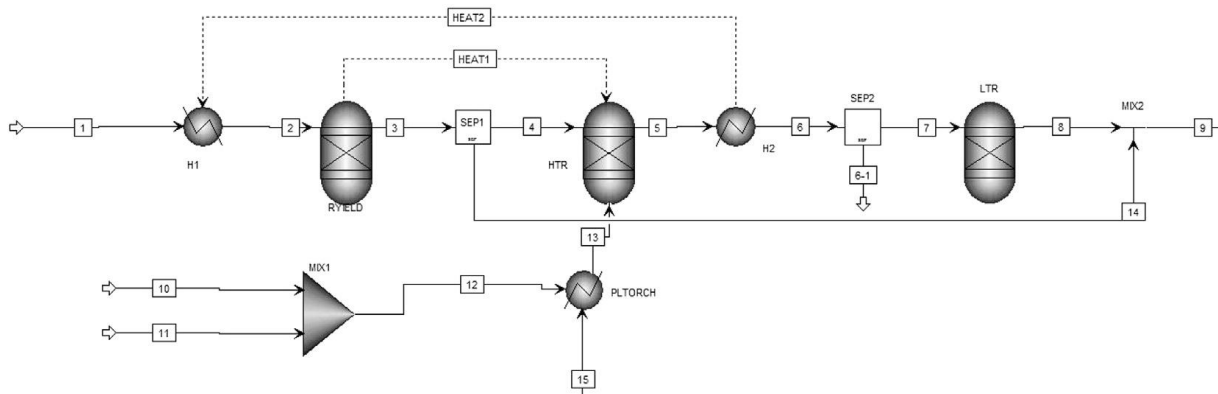 HEAT2
HEAT1
SEP2
LTR
MIX2
1
2
3
SEP1
4
5
6
7
8
9
H1
HTR
H2
6-1
RYIELD
14
13
MIX1
10
12
PLTORCH
11
15